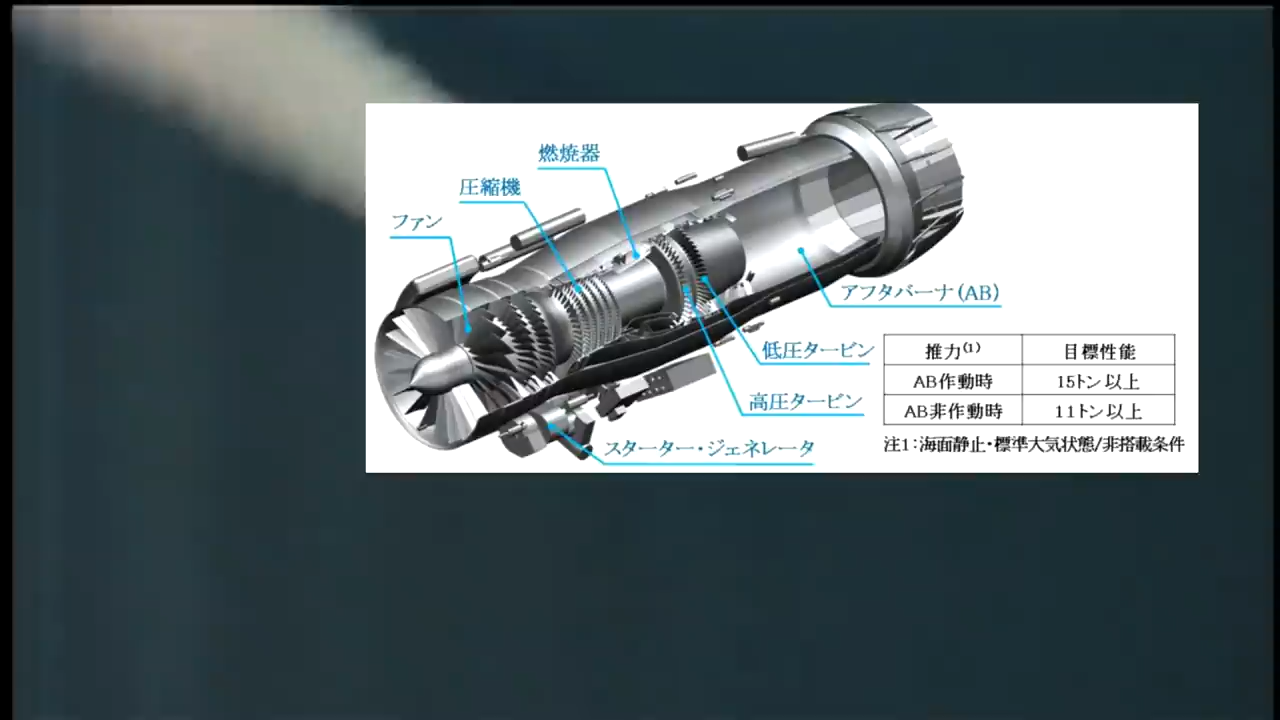 燃焼器
圧縮機
ファン
アフタバーナ(AB)
低圧タービン
高圧タービン
スターター・ジェネレータ
推力(1) 目標性能
AB作動時 15トン以上
AB非作動時 11トン以上
注1:海面静止・標準大気状態/非搭載条件